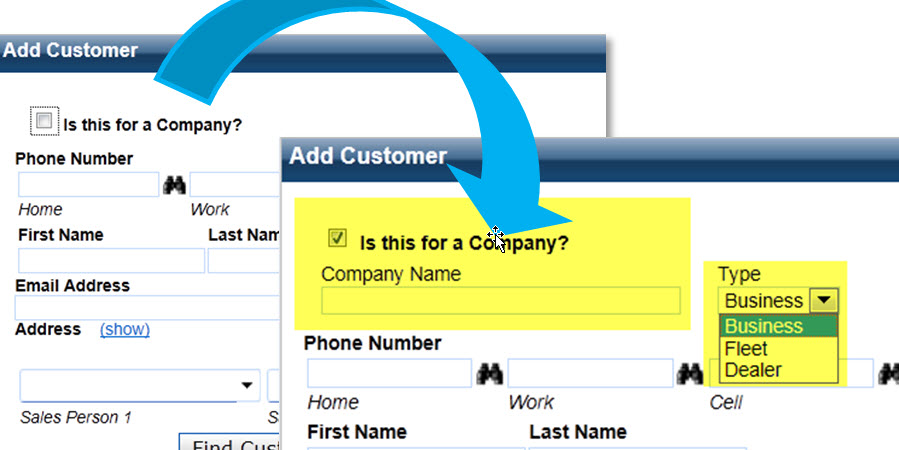 Add Customer
Is this for a Company?
Phone Number
Home Work
First Name Last
Email Address
Address (show)
Sales Person 1
Find
Add Customer
Is this for a Company?
Company Name
Type
Business
Business
Fleet
Dealer
Phone Number
Home Work Cell
First Name Last Name